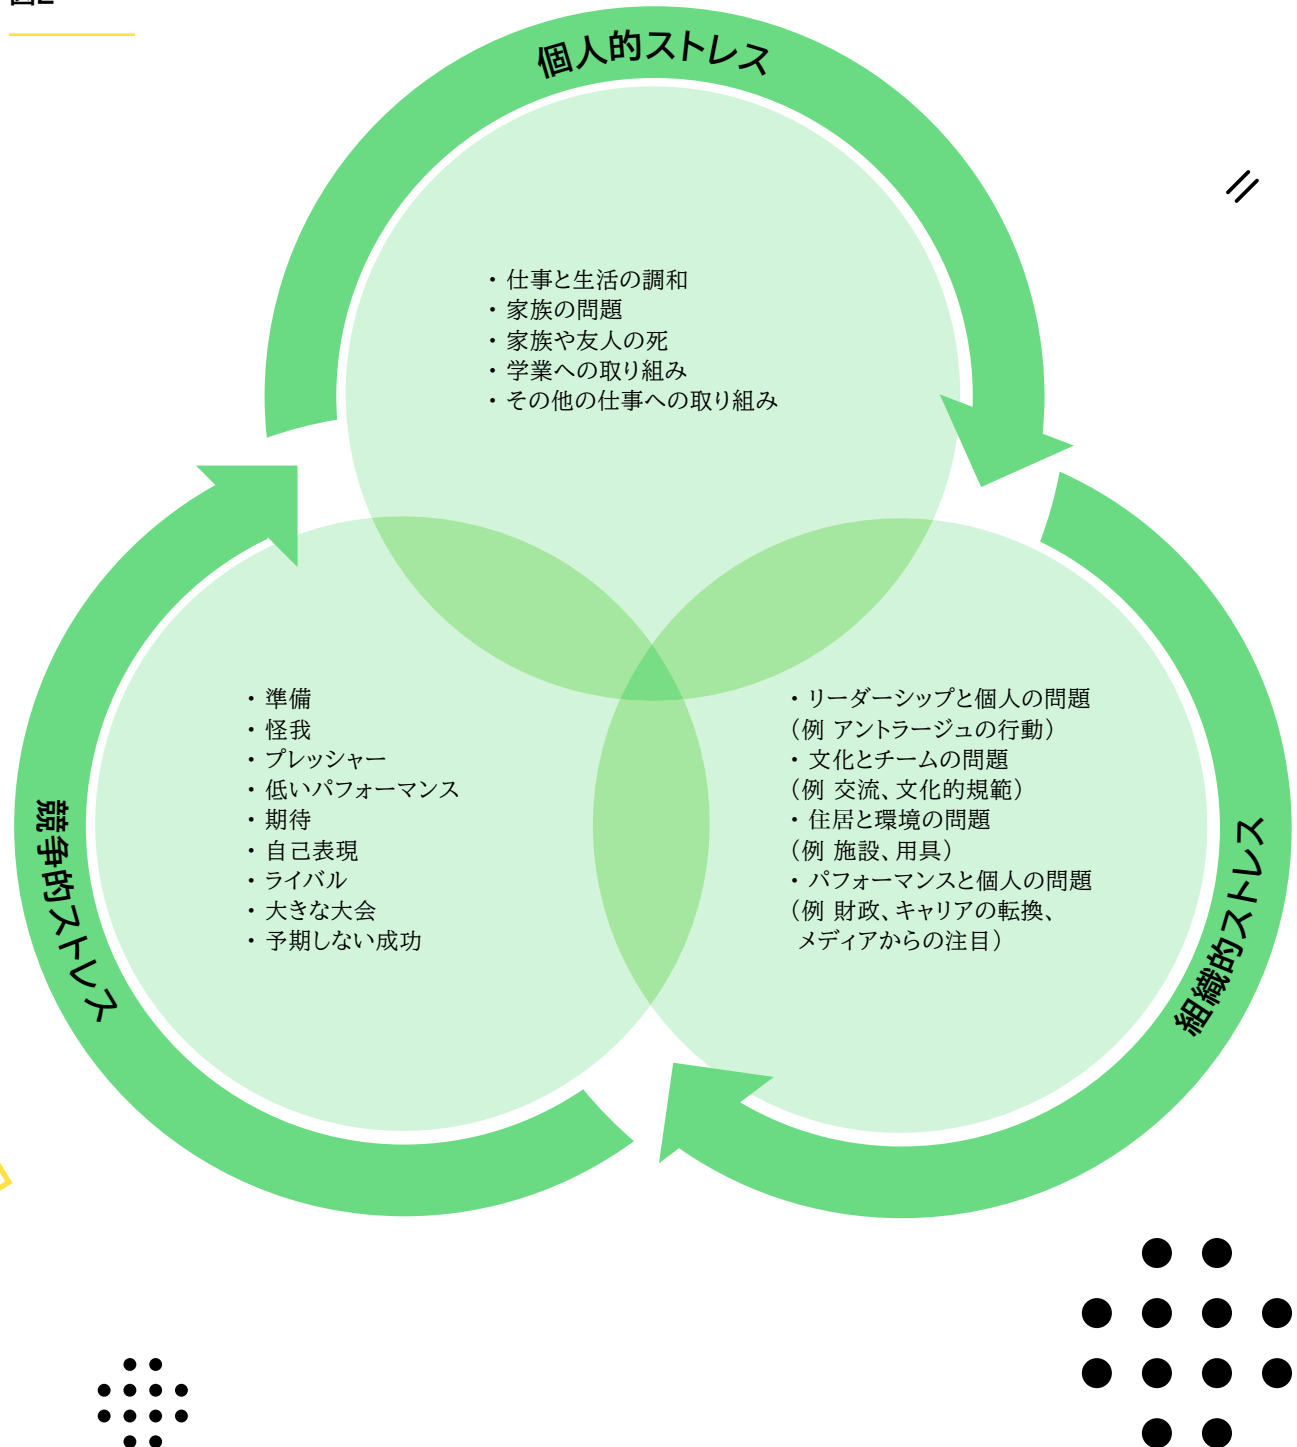 図2
個人的ストレス
・仕事と生活の調和
・家族の問題
・家族や友人の死
・学業への取り組み
・その他の仕事への取り組み
競争的ストレス
・準備
・怪我
・プレッシャー
・低いパフォーマンス
・期待
・自己表現
・ライバル
・大きな大会
・予期しない成功
組織的ストレス
・リーダーシップと個人の問題
（例 アントラージュの行動）
・文化とチームの問題
（例 交流、文化的規範）
・住居と環境の問題
（例 施設、用具）
・パフォーマンスと個人の問題
（例 財政、キャリアの転換、
メディアからの注目）